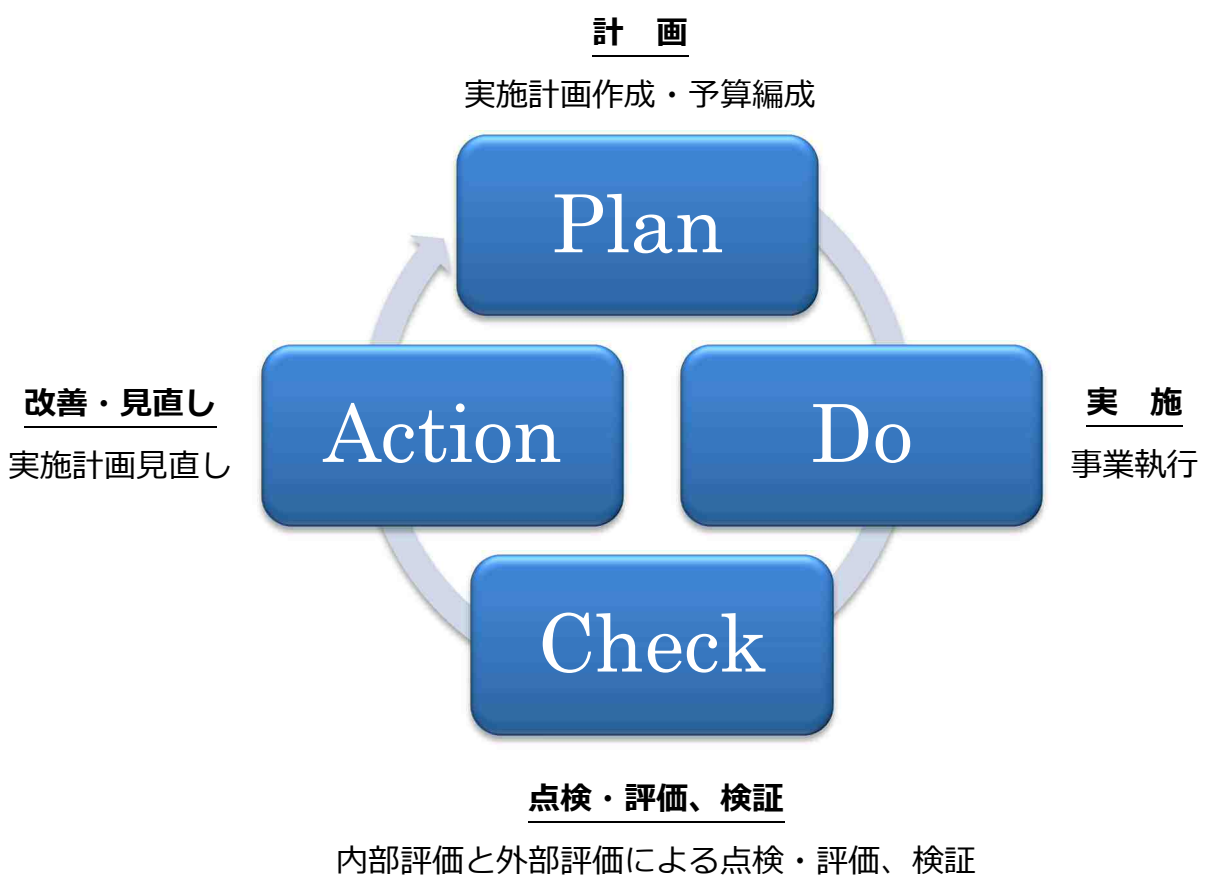 計　画
実施計画作成・予算編成
Plan
改善・見直し
実施計画見直し
Action
Do
実　施
事業執行
Check
点検・評価、検証
内部評価と外部評価による点検・評価、検証